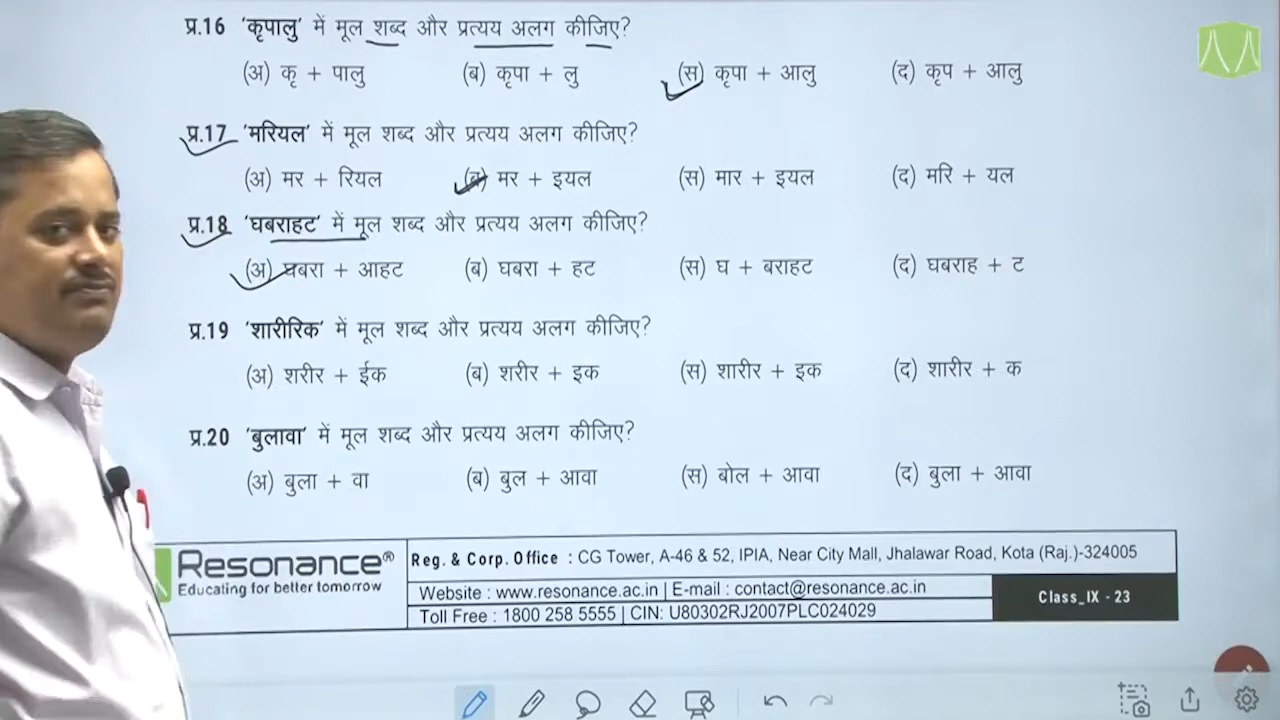 प्र.16 'कृपालु' में मूल शब्द और प्रत्यय अलग कीजिए?
(अ) कृ + पालु (ब) कृपा + लु (स) कृपा + आलु (द) कृप + आलु
प्र.17 'मरियल' में मूल शब्द और प्रत्यय अलग कीजिए?
(अ) मर + रियल (ब) मर + इयल (स) मार + इयल (द) मरि + यल
प्र.18 'घबराहट' में मूल शब्द और प्रत्यय अलग कीजिए?
(अ) घबरा + आहट (ब) घबरा + हट (स) घ + बराहट (द) घबराह + ट
प्र.19 'शारीरिक' में मूल शब्द और प्रत्यय अलग कीजिए?
(अ) शरीर + ईक (ब) शरीर + इक (स) शारीर + इक (द) शारीर + क
प्र.20 'बुलावा' में मूल शब्द और प्रत्यय अलग कीजिए?
(अ) बुला + वा (ब) बुल + आवा (स) बोल + आवा (द) बुला + आवा
Resonance®
Educating for better tomorrow
Reg. & Corp. Office : CG Tower, A-46 & 52, IPIA, Near City Mall, Jhalawar Road, Kota (Raj.)-324005
Website : www.resonance.ac.in | E-mail : contact@resonance.ac.in
Toll Free : 1800 258 5555 | CIN: U80302RJ2007PLC024029
Class_IX - 23